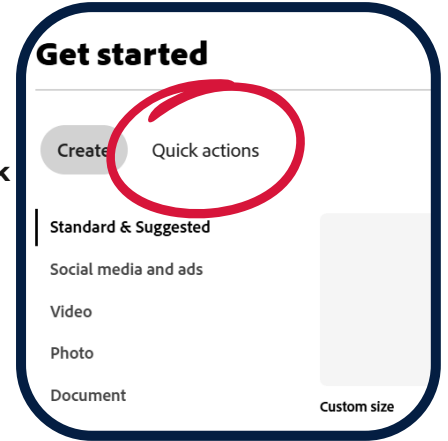 Get started
Create Quick actions
k
Standard & Suggested
Social media and ads
Video
Photo
Document
Custom size